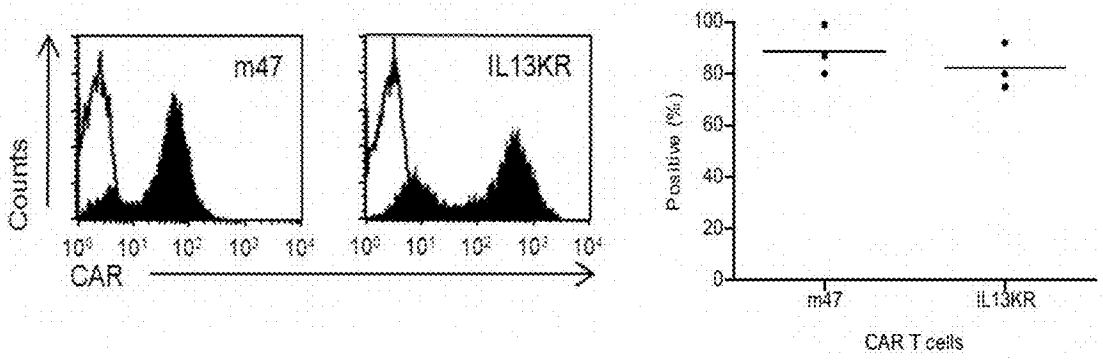 m47
IL13KR
Counts
10⁰ 10¹ 10² 10³ 10⁴
10⁰ 10¹ 10² 10³ 10⁴
CAR
100
80
60
40
20
0
Positive (%)
m47
IL13KR
CAR T cells